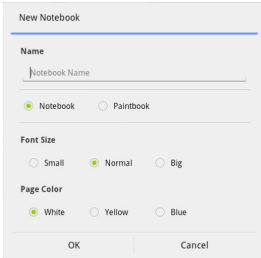 New Notebook
Name
Notebook Name
Notebook Paintbook
Font Size
Small Normal Big
Page Color
White Yellow Blue
OK Cancel